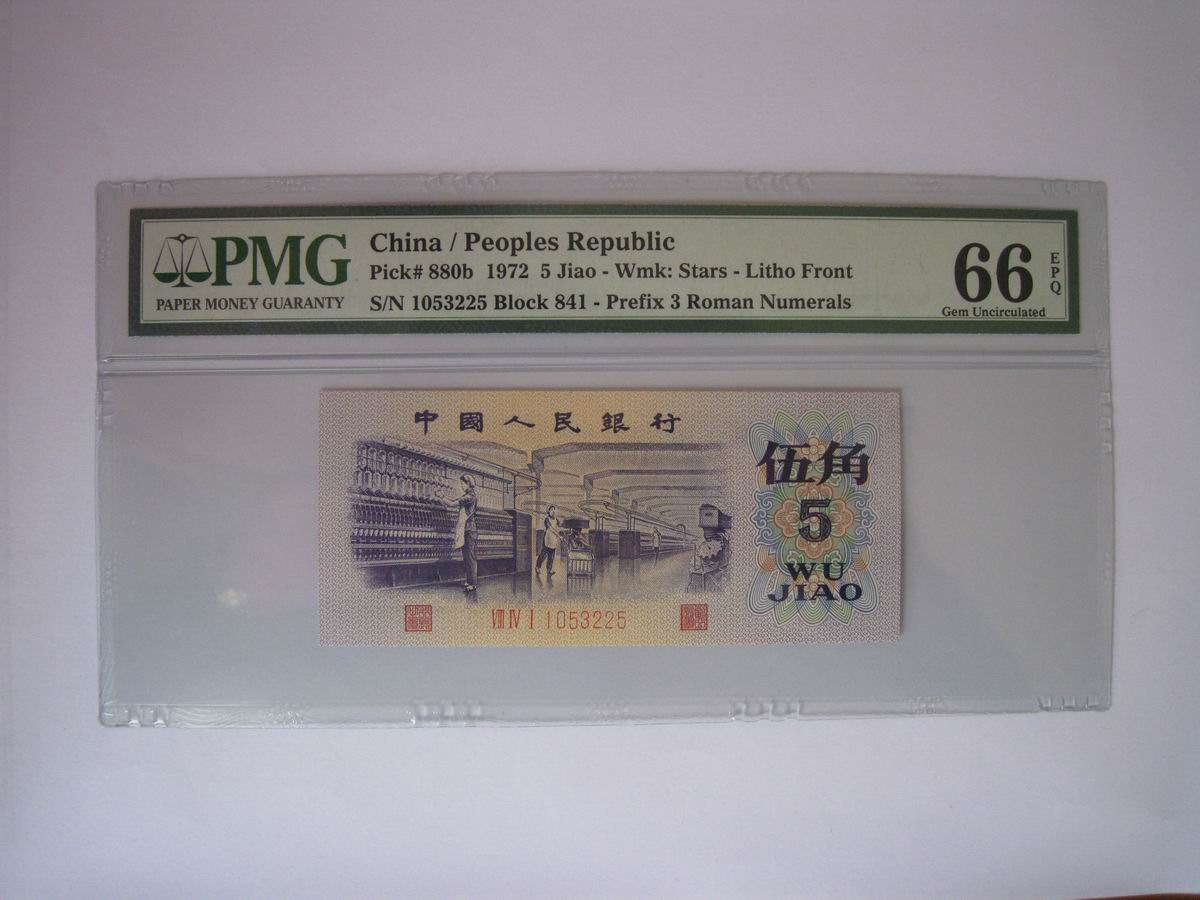 PMG
PAPER MONEY GUARANTY
China / Peoples Republic
Pick# 880b 1972 5 Jiao - Wmk: Stars - Litho Front
S/N 1053225 Block 841 - Prefix 3 Roman Numerals
66
EPQ
Gem Uncirculated
中國人民銀行
伍角
5
WU
JIAO
VIII IV I 1053225